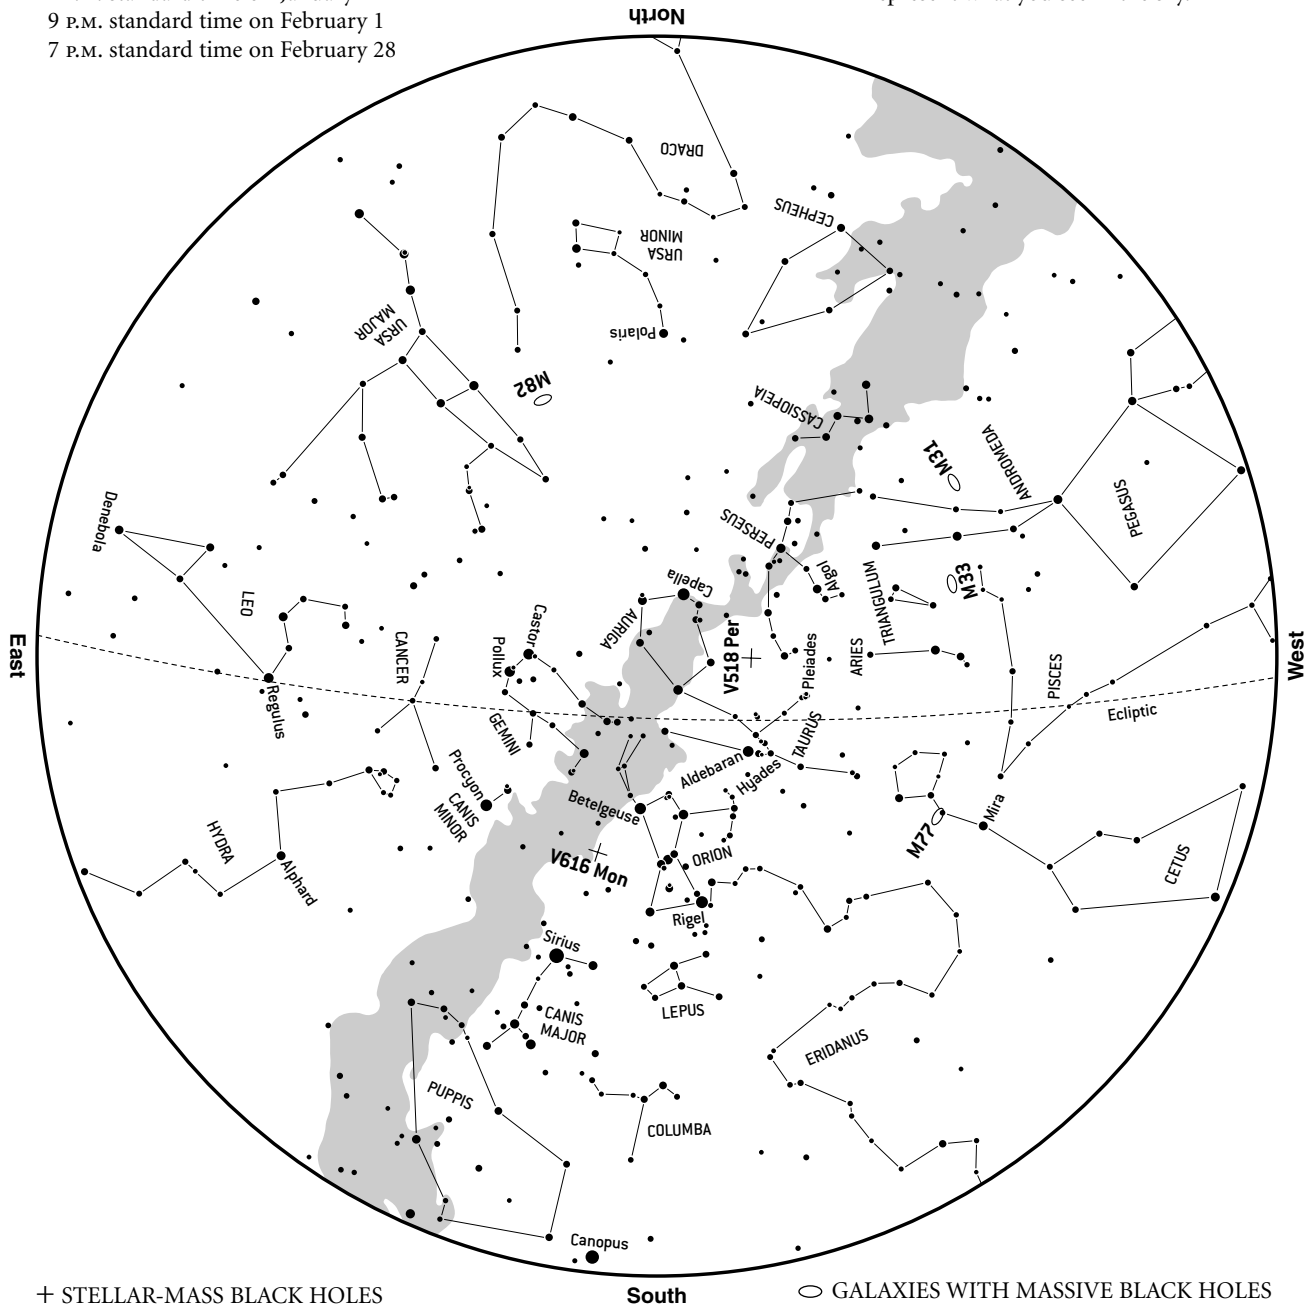 9 P.M. standard time on February 1
7 P.M. standard time on February 28
North
DRACO
CEPHEUS
URSA
MINOR
Polaris
URSA
MAJOR
M82
CASSIOPEIA
M31
ANDROMEDA
PEGASUS
Denebola
PERSEUS
Algol
M33
TRIANGULUM
LEO
Capella
AURIGA
Castor
Pollux
CANCER
V518 Per
Pleiades
ARIES
PISCES
East
West
Regulus
GEMINI
TAURUS
Ecliptic
Aldebaran
Hyades
Procyon
CANIS
MINOR
Betelgeuse
Mira
M77
HYDRA
Alphard
V616 Mon
ORION
CETUS
Rigel
Sirius
LEPUS
CANIS
MAJOR
ERIDANUS
PUPPIS
COLUMBA
Canopus
+ STELLAR-MASS BLACK HOLES
South
GALAXIES WITH MASSIVE BLACK HOLES